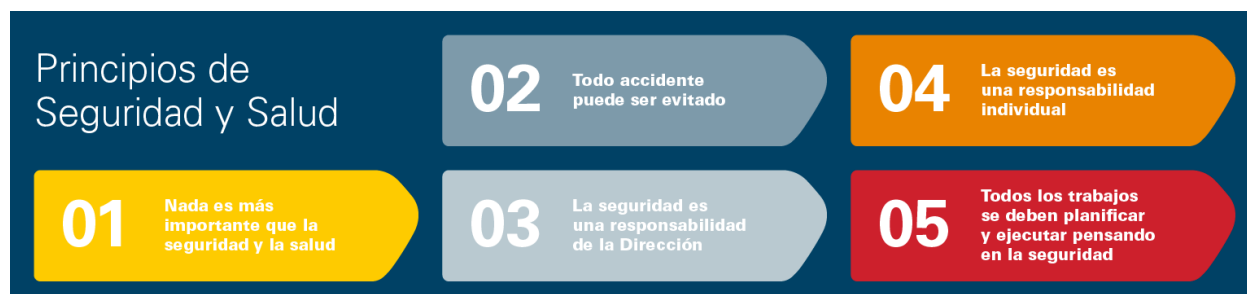 Principios de
Seguridad y Salud
01
Nada es más
importante que la
seguridad y la salud
02
Todo accidente
puede ser evitado
03
La seguridad es
una responsabilidad
de la Dirección
04
La seguridad es
una responsabilidad
individual
05
Todos los trabajos
se deben planificar
y ejecutar pensando
en la seguridad